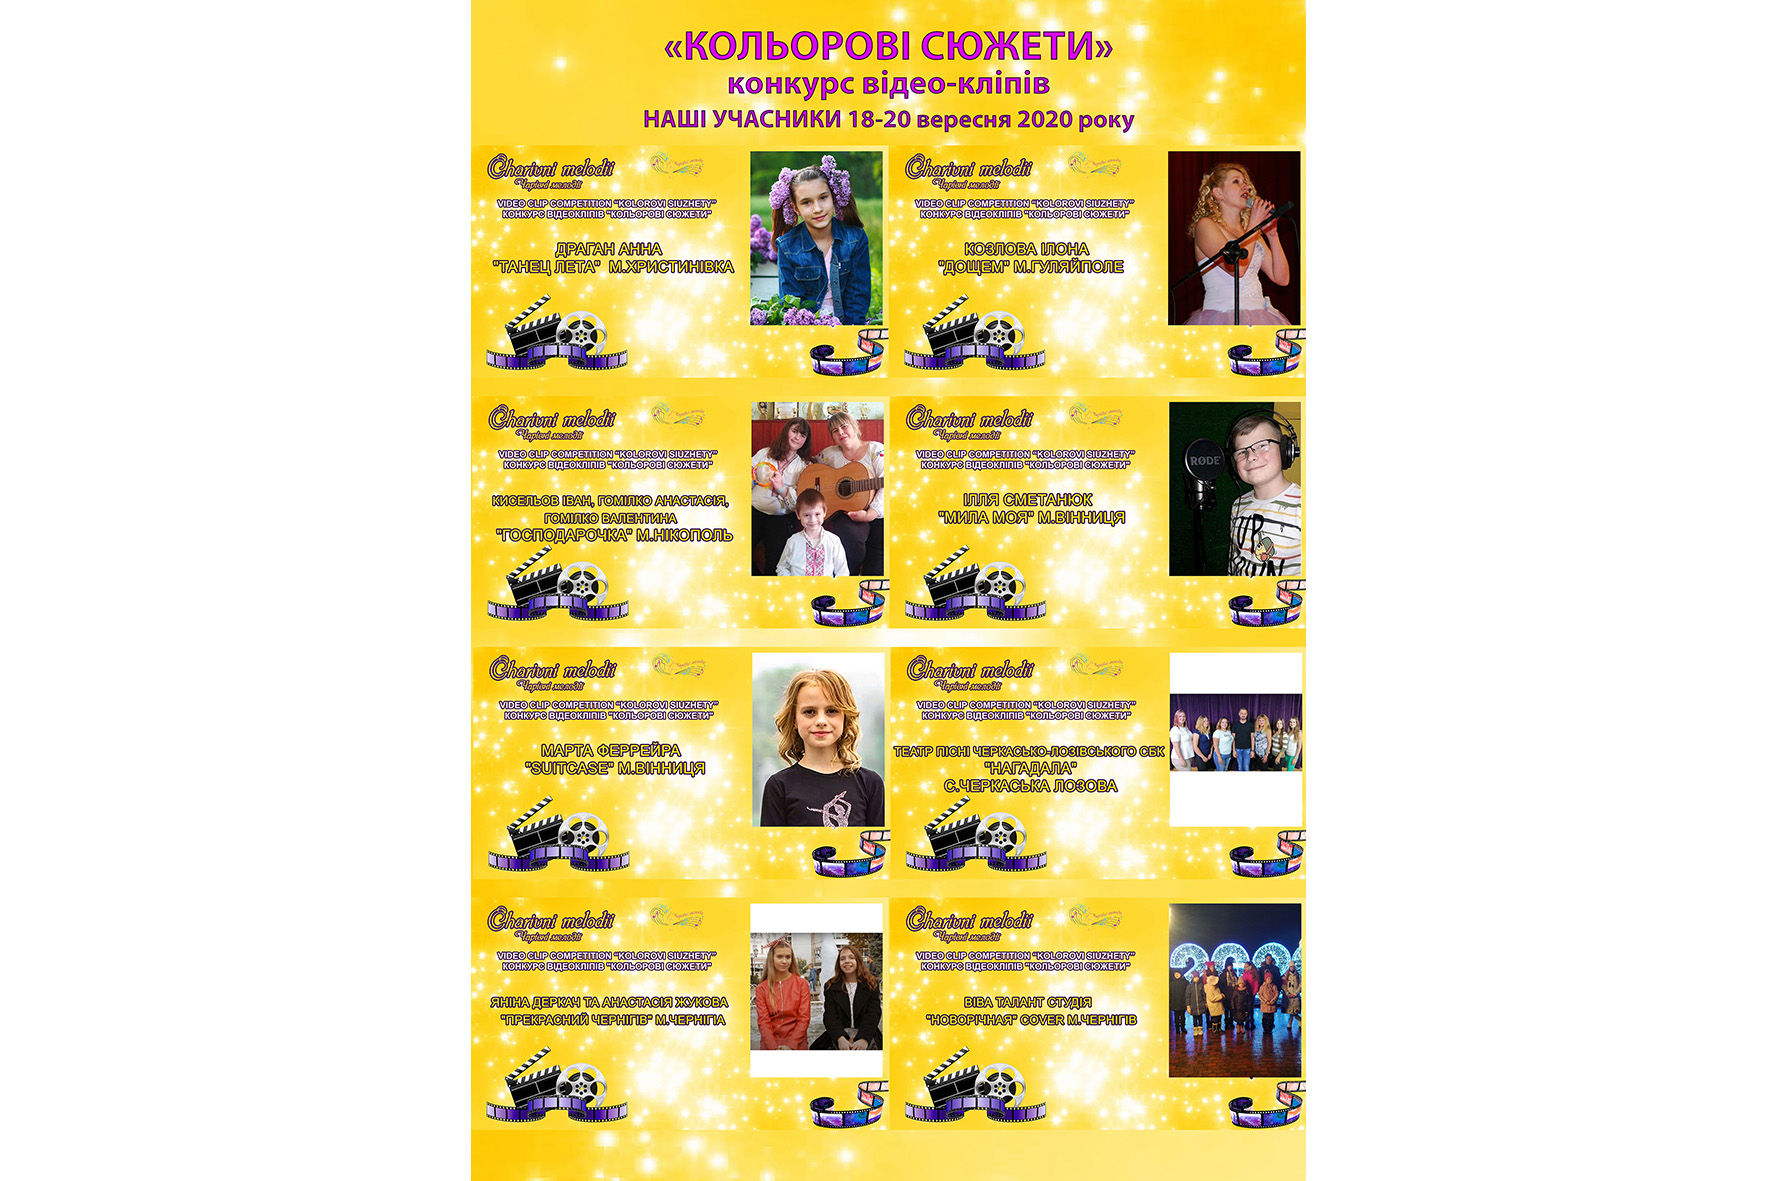 «КОЛЬОРОВІ СЮЖЕТИ»
конкурс відео-кліпів
НАШІ УЧАСНИКИ 18-20 вересня 2020 року
Charivni melodii
Чарівні мелодії
VIDEO CLIP COMPETITION "KOLOROVI SIUZHETY"
КОНКУРС ВІДЕОКЛІПІВ "КОЛЬОРОВІ СЮЖЕТИ"
ДРАГАН АННА
"ТАНЕЦ ЛЕТА" М.ХРИСТИНІВКА
Charivni melodii
Чарівні мелодії
VIDEO CLIP COMPETITION "KOLOROVI SIUZHETY"
КОНКУРС ВІДЕОКЛІПІВ "КОЛЬОРОВІ СЮЖЕТИ"
КОЗЛОВА ІЛОНА
"ДОЩЕМ" М.ГУЛЯЙПОЛЕ
Charivni melodii
Чарівні мелодії
VIDEO CLIP COMPETITION "KOLOROVI SIUZHETY"
КОНКУРС ВІДЕОКЛІПІВ "КОЛЬОРОВІ СЮЖЕТИ"
КИСЕЛЬОВ ІВАН, ГОМІЛКО АНАСТАСІЯ,
ГОМІЛКО ВАЛЕНТИНА
"ГОСПОДАРОЧКА" М.НІКОПОЛЬ
Charivni melodii
Чарівні мелодії
VIDEO CLIP COMPETITION "KOLOROVI SIUZHETY"
КОНКУРС ВІДЕОКЛІПІВ "КОЛЬОРОВІ СЮЖЕТИ"
ІЛЛЯ СМЕТАНЮК
"МИЛА МОЯ" М.ВІННИЦЯ
RØDE
UP
Charivni melodii
Чарівні мелодії
VIDEO CLIP COMPETITION "KOLOROVI SIUZHETY"
КОНКУРС ВІДЕОКЛІПІВ "КОЛЬОРОВІ СЮЖЕТИ"
МАРТА ФЕРРЕЙРА
"SUITCASE" М.ВІННИЦЯ
Charivni melodii
Чарівні мелодії
VIDEO CLIP COMPETITION "KOLOROVI SIUZHETY"
КОНКУРС ВІДЕОКЛІПІВ "КОЛЬОРОВІ СЮЖЕТИ"
ТЕАТР ПІСНІ ЧЕРКАСЬКО-ЛОЗІВСЬКОГО СБК
"НАГАДАЛА"
С.ЧЕРКАСЬКА ЛОЗОВА
Charivni melodii
Чарівні мелодії
VIDEO CLIP COMPETITION "KOLOROVI SIUZHETY"
КОНКУРС ВІДЕОКЛІПІВ "КОЛЬОРОВІ СЮЖЕТИ"
ЯНІНА ДЕРКАЧ ТА АНАСТАСІЯ ЖУКОВА
"ПРЕКРАСНИЙ ЧЕРНІГІВ" М.ЧЕРНІГІА
Charivni melodii
Чарівні мелодії
VIDEO CLIP COMPETITION "KOLOROVI SIUZHETY"
КОНКУРС ВІДЕОКЛІПІВ "КОЛЬОРОВІ СЮЖЕТИ"
ВІВА ТАЛАНТ СТУДІЯ
"НОВОРІЧНАЯ" COVER М.ЧЕРНІГІВ